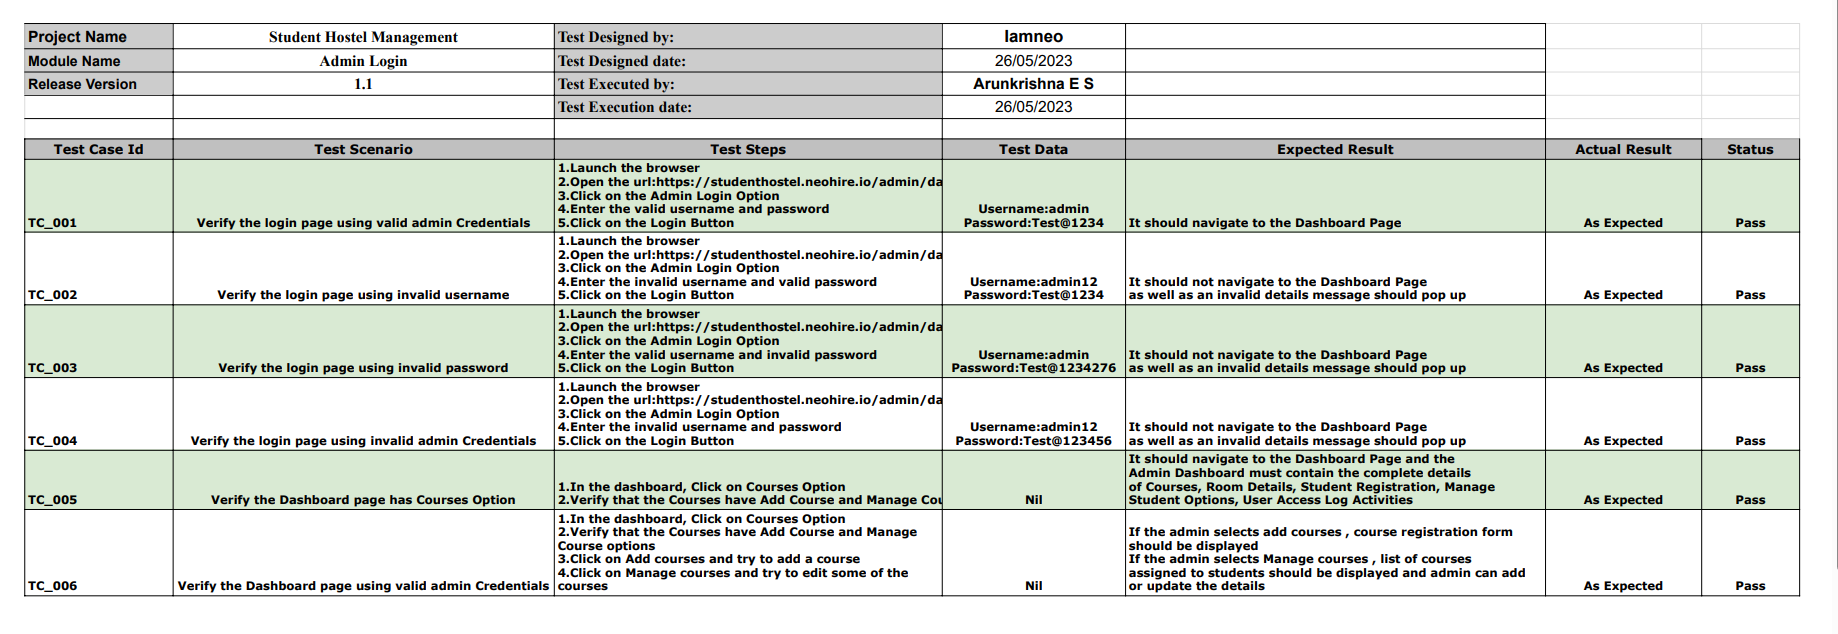 Project Name Student Hostel Management Test Designed by: Iamneo
Module Name Admin Login Test Designed date: 26/05/2023
Release Version 1.1 Test Executed by: Arunkrishna E S
Test Execution date: 26/05/2023
Test Case Id Test Scenario Test Steps Test Data Expected Result Actual Result Status
TC_001
Verify the login page using valid admin Credentials
1.Launch the browser
2.Open the url:https://studenthostel.neohire.io/admin/da
3.Click on the Admin Login Option
4.Enter the valid username and password
5.Click on the Login Button
Username:admin
Password:Test@1234
It should navigate to the Dashboard Page
As Expected
Pass
TC_002
Verify the login page using invalid username
1.Launch the browser
2.Open the url:https://studenthostel.neohire.io/admin/da
3.Click on the Admin Login Option
4.Enter the invalid username and valid password
5.Click on the Login Button
Username:admin12
Password:Test@1234
It should not navigate to the Dashboard Page
as well as an invalid details message should pop up
As Expected
Pass
TC_003
Verify the login page using invalid password
1.Launch the browser
2.Open the url:https://studenthostel.neohire.io/admin/da
3.Click on the Admin Login Option
4.Enter the valid username and invalid password
5.Click on the Login Button
Username:admin
Password:Test@1234276
It should not navigate to the Dashboard Page
as well as an invalid details message should pop up
As Expected
Pass
TC_004
Verify the login page using invalid admin Credentials
1.Launch the browser
2.Open the url:https://studenthostel.neohire.io/admin/da
3.Click on the Admin Login Option
4.Enter the invalid username and password
5.Click on the Login Button
Username:admin12
Password:Test@123456
It should not navigate to the Dashboard Page
as well as an invalid details message should pop up
As Expected
Pass
TC_005
Verify the Dashboard page has Courses Option
1.In the dashboard, Click on Courses Option
2.Verify that the Courses have Add Course and Manage Cou
Nil
It should navigate to the Dashboard Page and the
Admin Dashboard must contain the complete details
of Courses, Room Details, Student Registration, Manage
Student Options, User Access Log Activities
As Expected
Pass
TC_006
Verify the Dashboard page using valid admin Credentials
1.In the dashboard, Click on Courses Option
2.Verify that the Courses have Add Course and Manage
Course options
3.Click on Add courses and try to add a course
4.Click on Manage courses and try to edit some of the
courses
Nil
If the admin selects add courses , course registration form
should be displayed
If the admin selects Manage courses , list of courses
assigned to students should be displayed and admin can add
or update the details
As Expected
Pass